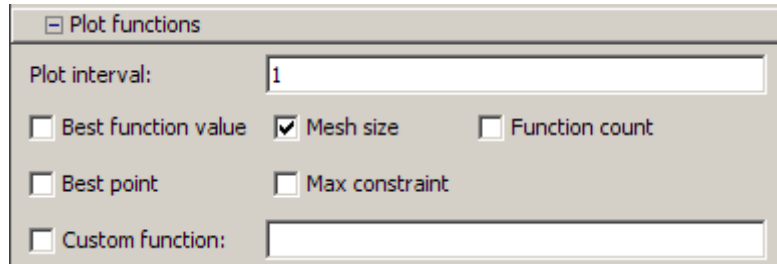 Plot functions
Plot interval: 1
Best function value Mesh size Function count
Best point Max constraint
Custom function: